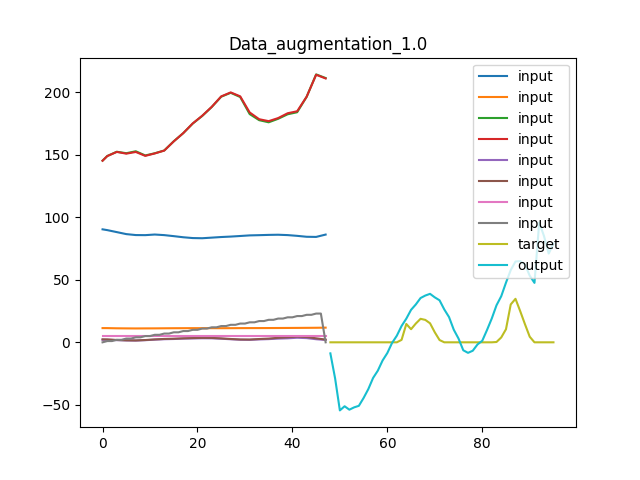 Data_augmentation_1.0
input
input
input
input
input
input
input
input
target
output
200
150
100
50
0
−50
0 20 40 60 80